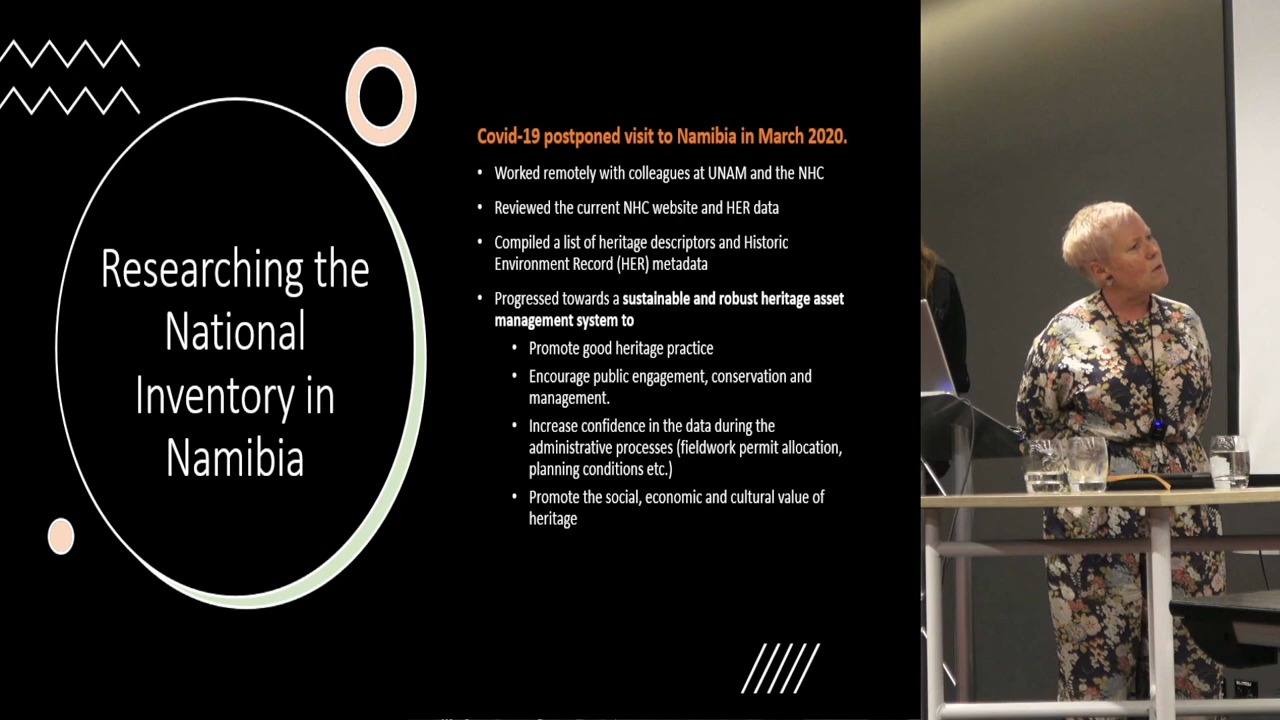 Researching the
National
Inventory in
Namibia
Covid-19 postponed visit to Namibia in March 2020.
• Worked remotely with colleagues at UNAM and the NHC
• Reviewed the current NHC website and HER data
• Compiled a list of heritage descriptors and Historic
Environment Record (HER) metadata
• Progressed towards a sustainable and robust heritage asset
management system to
• Promote good heritage practice
• Encourage public engagement, conservation and
management.
• Increase confidence in the data during the
administrative processes (fieldwork permit allocation,
planning conditions etc.)
• Promote the social, economic and cultural value of
heritage